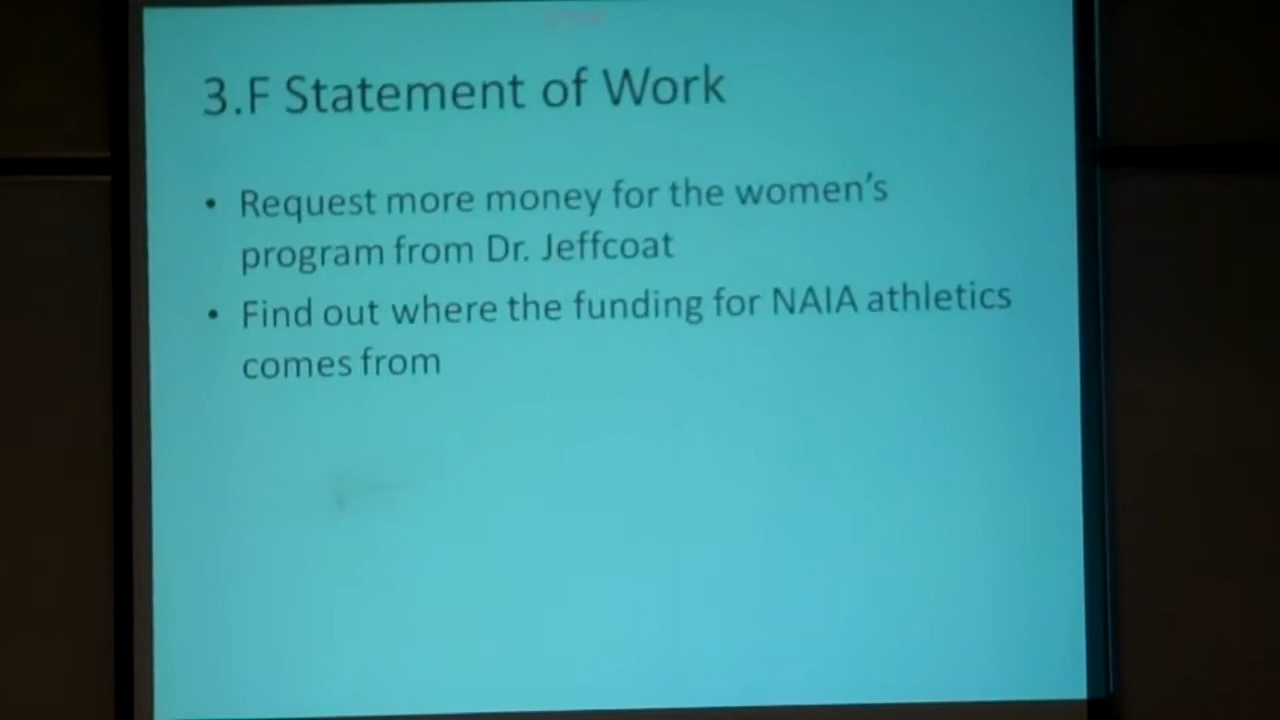 3.F Statement of Work
• Request more money for the women's
program from Dr. Jeffcoat
• Find out where the funding for NAIA athletics
comes from